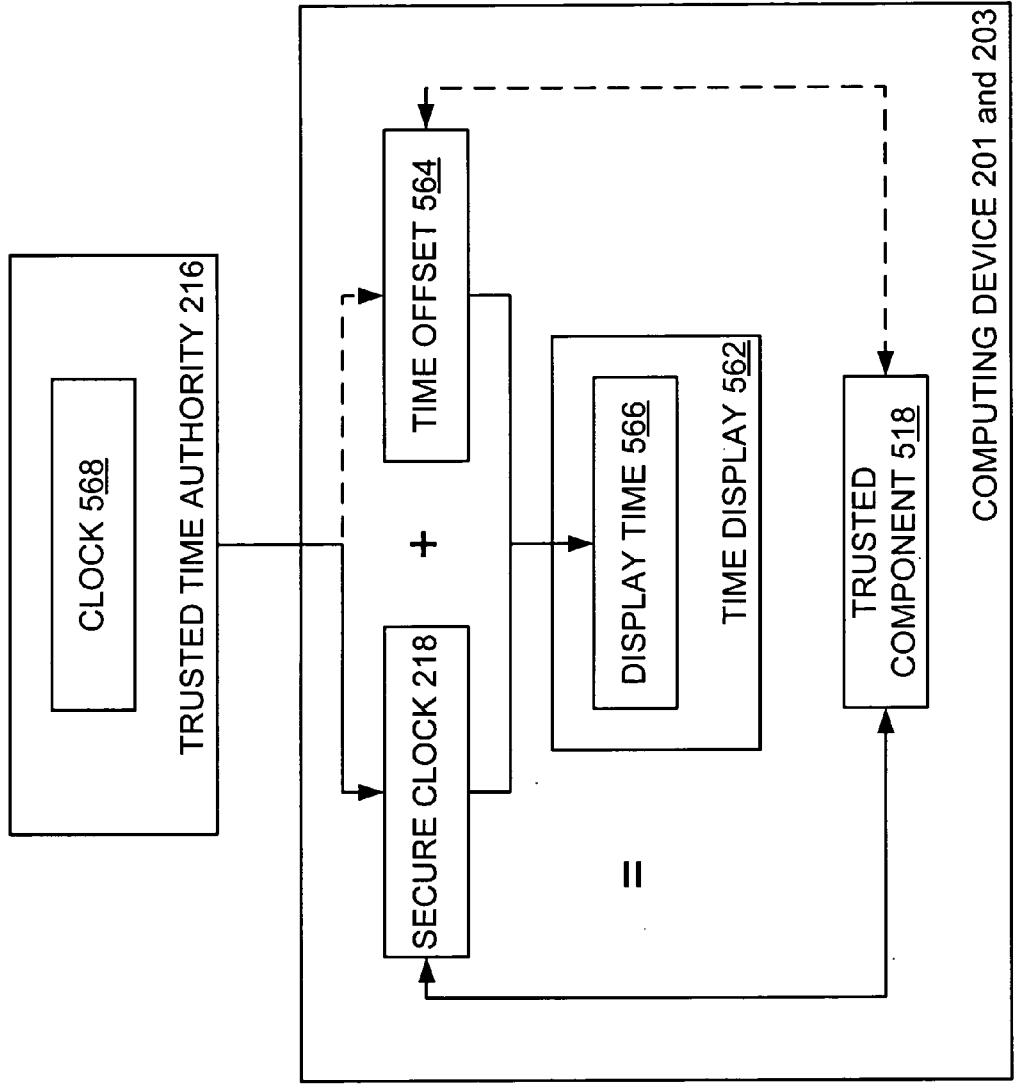 CLOCK 568
TRUSTED TIME AUTHORITY 216
SECURE CLOCK 218
+
TIME OFFSET 564
=
DISPLAY TIME 566
TIME DISPLAY 562
TRUSTED
COMPONENT 518
COMPUTING DEVICE 201 and 203